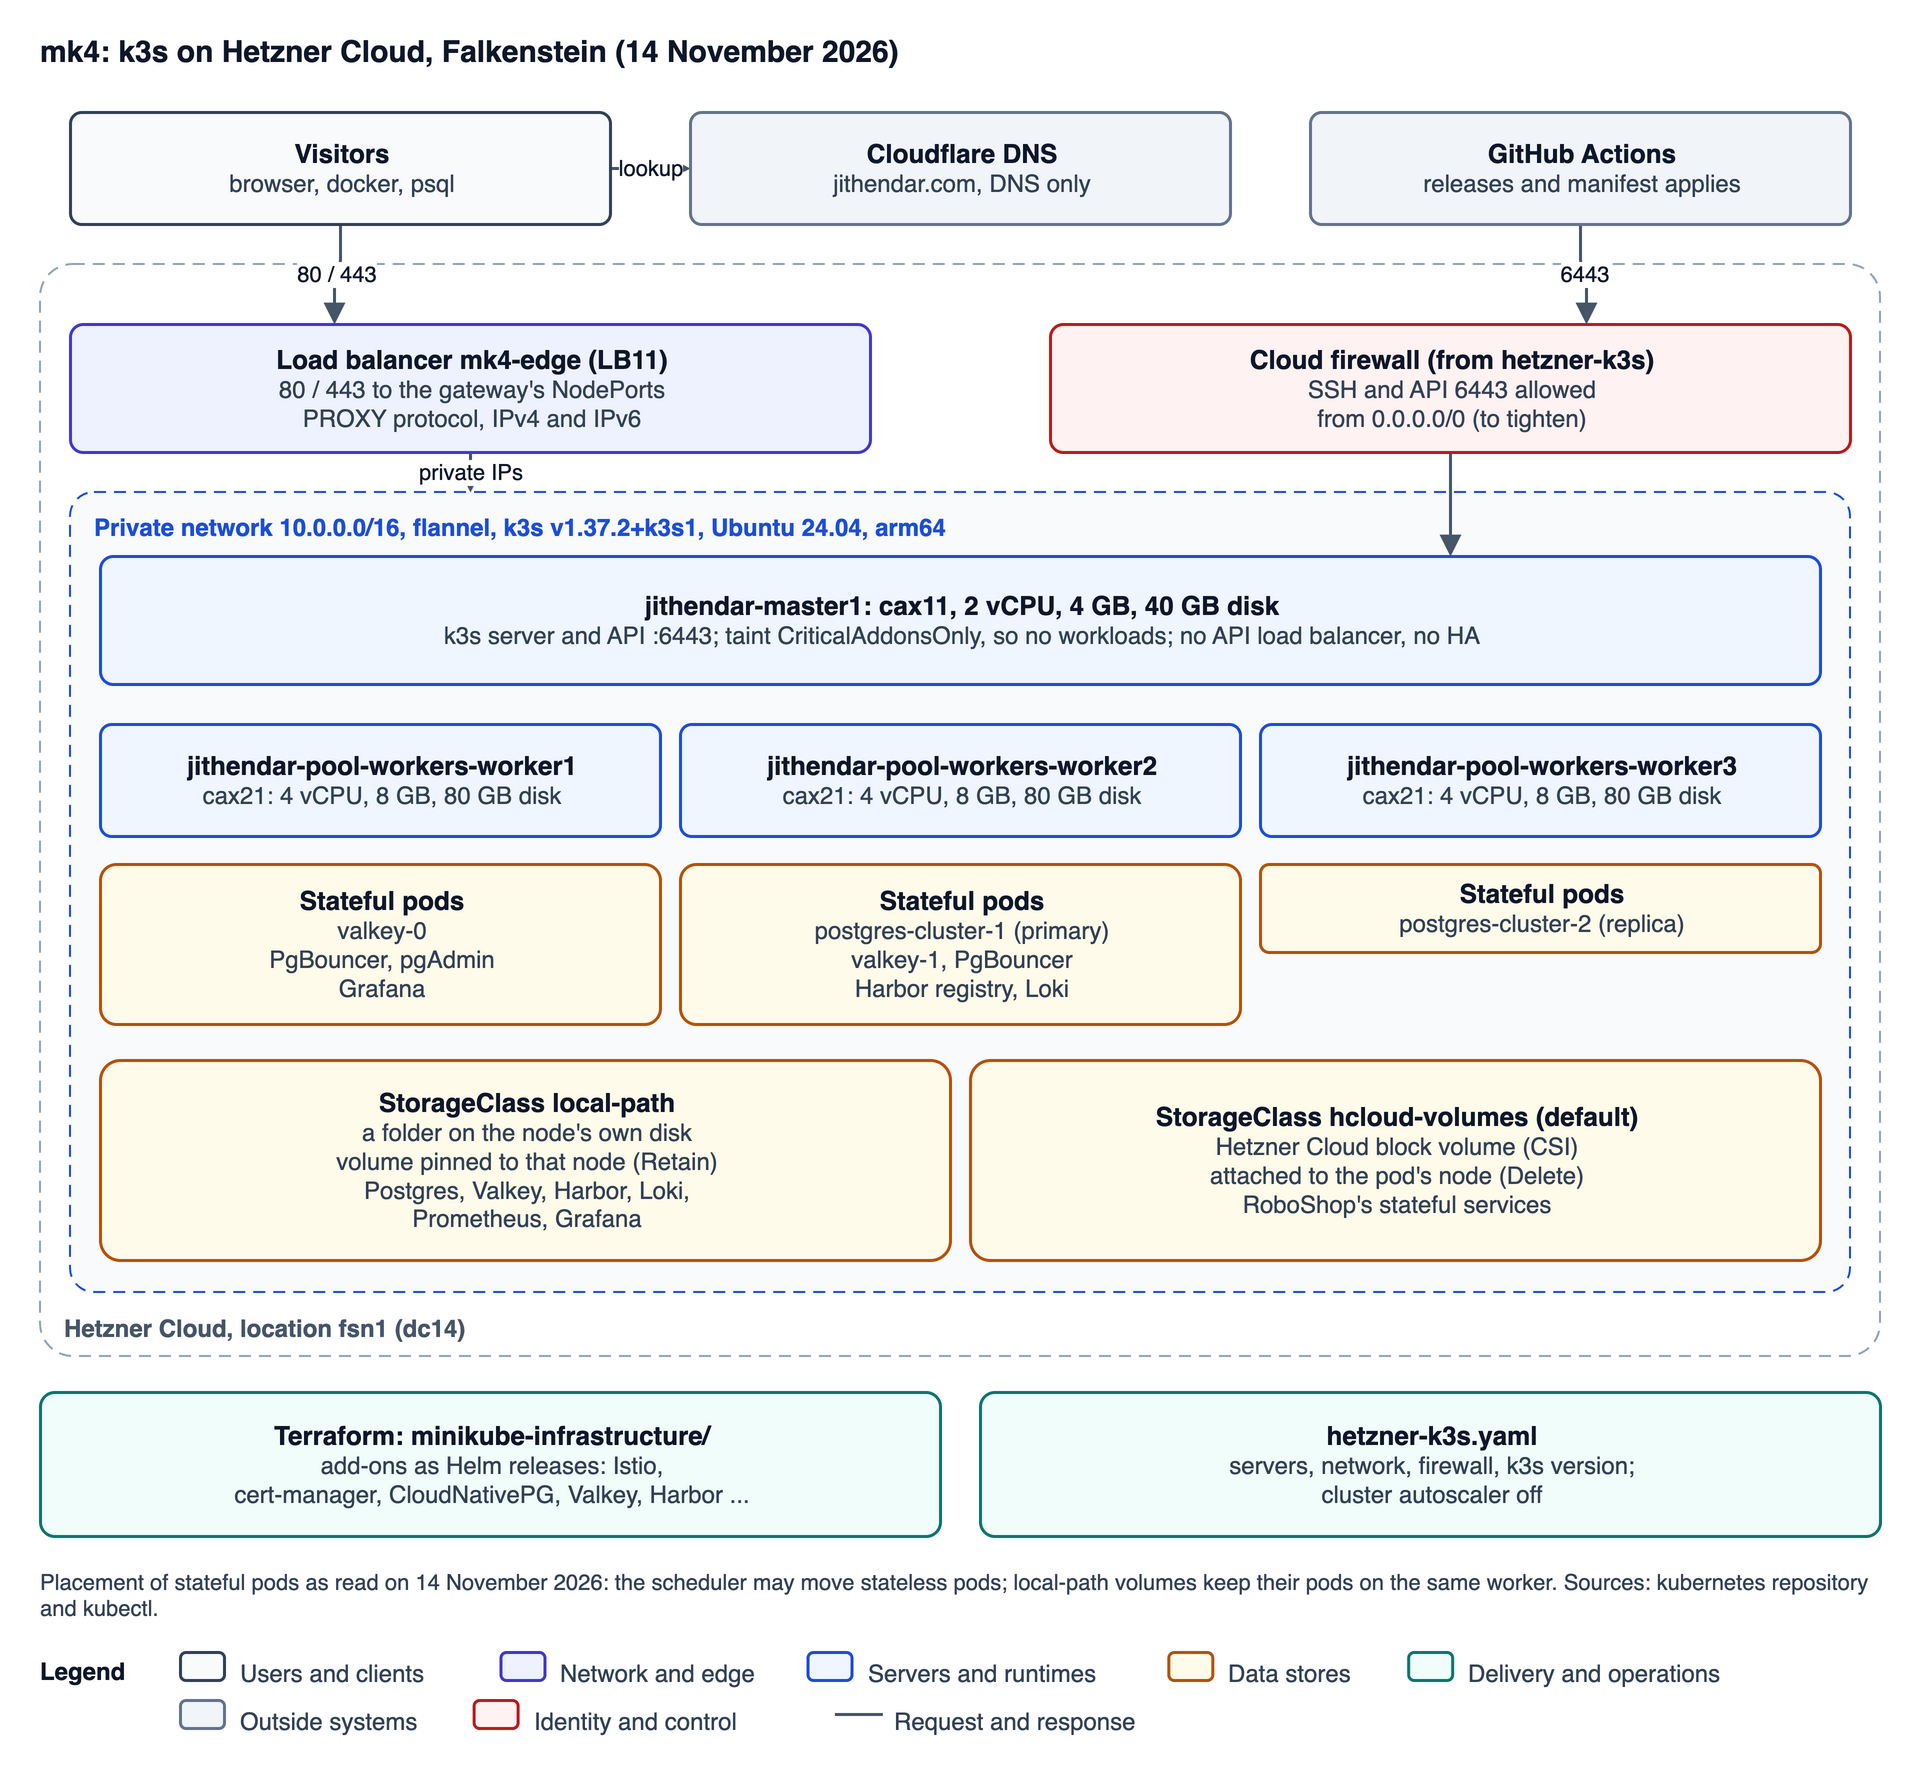 mk4: k3s on Hetzner Cloud, Falkenstein (14 November 2026)
Visitors
browser, docker, psql
lookup
Cloudflare DNS
jithendar.com, DNS only
GitHub Actions
releases and manifest applies
80 / 443
6443
Load balancer mk4-edge (LB11)
80 / 443 to the gateway's NodePorts
PROXY protocol, IPv4 and IPv6
Cloud firewall (from hetzner-k3s)
SSH and API 6443 allowed
from 0.0.0.0/0 (to tighten)
private IPs
Private network 10.0.0.0/16, flannel, k3s v1.37.2+k3s1, Ubuntu 24.04, arm64
jithendar-master1: cax11, 2 vCPU, 4 GB, 40 GB disk
k3s server and API :6443; taint CriticalAddonsOnly, so no workloads; no API load balancer, no HA
jithendar-pool-workers-worker1
cax21: 4 vCPU, 8 GB, 80 GB disk
jithendar-pool-workers-worker2
cax21: 4 vCPU, 8 GB, 80 GB disk
jithendar-pool-workers-worker3
cax21: 4 vCPU, 8 GB, 80 GB disk
Stateful pods
valkey-0
PgBouncer, pgAdmin
Grafana
Stateful pods
postgres-cluster-1 (primary)
valkey-1, PgBouncer
Harbor registry, Loki
Stateful pods
postgres-cluster-2 (replica)
StorageClass local-path
a folder on the node's own disk
volume pinned to that node (Retain)
Postgres, Valkey, Harbor, Loki,
Prometheus, Grafana
StorageClass hcloud-volumes (default)
Hetzner Cloud block volume (CSI)
attached to the pod's node (Delete)
RoboShop's stateful services
Hetzner Cloud, location fsn1 (dc14)
Terraform: minikube-infrastructure/
add-ons as Helm releases: Istio,
cert-manager, CloudNativePG, Valkey, Harbor ...
hetzner-k3s.yaml
servers, network, firewall, k3s version;
cluster autoscaler off
Placement of stateful pods as read on 14 November 2026: the scheduler may move stateless pods; local-path volumes keep their pods on the same worker. Sources: kubernetes repository
and kubectl.
Legend
Users and clients
Network and edge
Servers and runtimes
Data stores
Delivery and operations
Outside systems
Identity and control
Request and response